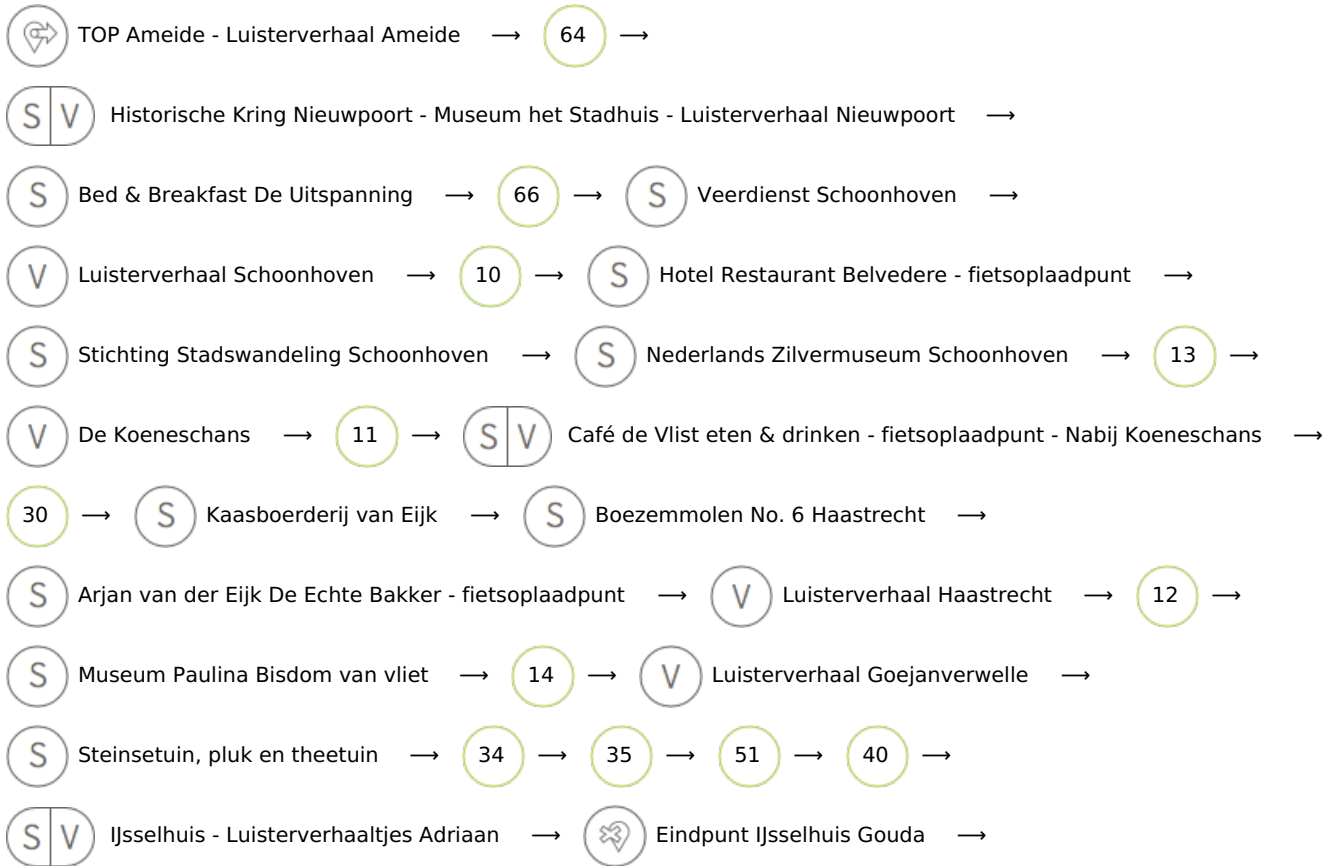 TOP Ameide - Luisterverhaal Ameide → 64 →
S V Historische Kring Nieuwpoort - Museum het Stadhuis - Luisterverhaal Nieuwpoort →
S Bed & Breakfast De Uitspanning → 66 → S Veerdienst Schoonhoven →
V Luisterverhaal Schoonhoven → 10 → S Hotel Restaurant Belvedere - fietsoplaadpunt →
S Stichting Stadswandeling Schoonhoven → S Nederlands Zilvermuseum Schoonhoven → 13 →
V De Koeneschans → 11 → S V Café de Vlist eten & drinken - fietsoplaadpunt - Nabij Koeneschans →
30 → S Kaasboerderij van Eijk → S Boezemmolen No. 6 Haastrecht →
S Arjan van der Eijk De Echte Bakker - fietsoplaadpunt → V Luisterverhaal Haastrecht → 12 →
S Museum Paulina Bisdom van vliet → 14 → V Luisterverhaal Goejanverwelle →
S Steinsetuin, pluk en theetuin → 34 → 35 → 51 → 40 →
S V IJsselhuis - Luisterverhaaltjes Adriaan → Eindpunt IJsselhuis Gouda →